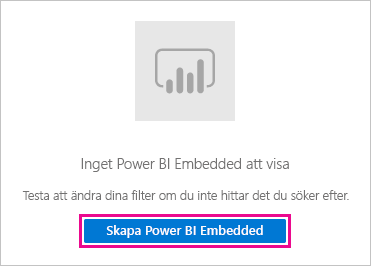 Inget Power BI Embedded att visa
Testa att ändra dina filter om du inte hittar det du söker efter.
Skapa Power BI Embedded